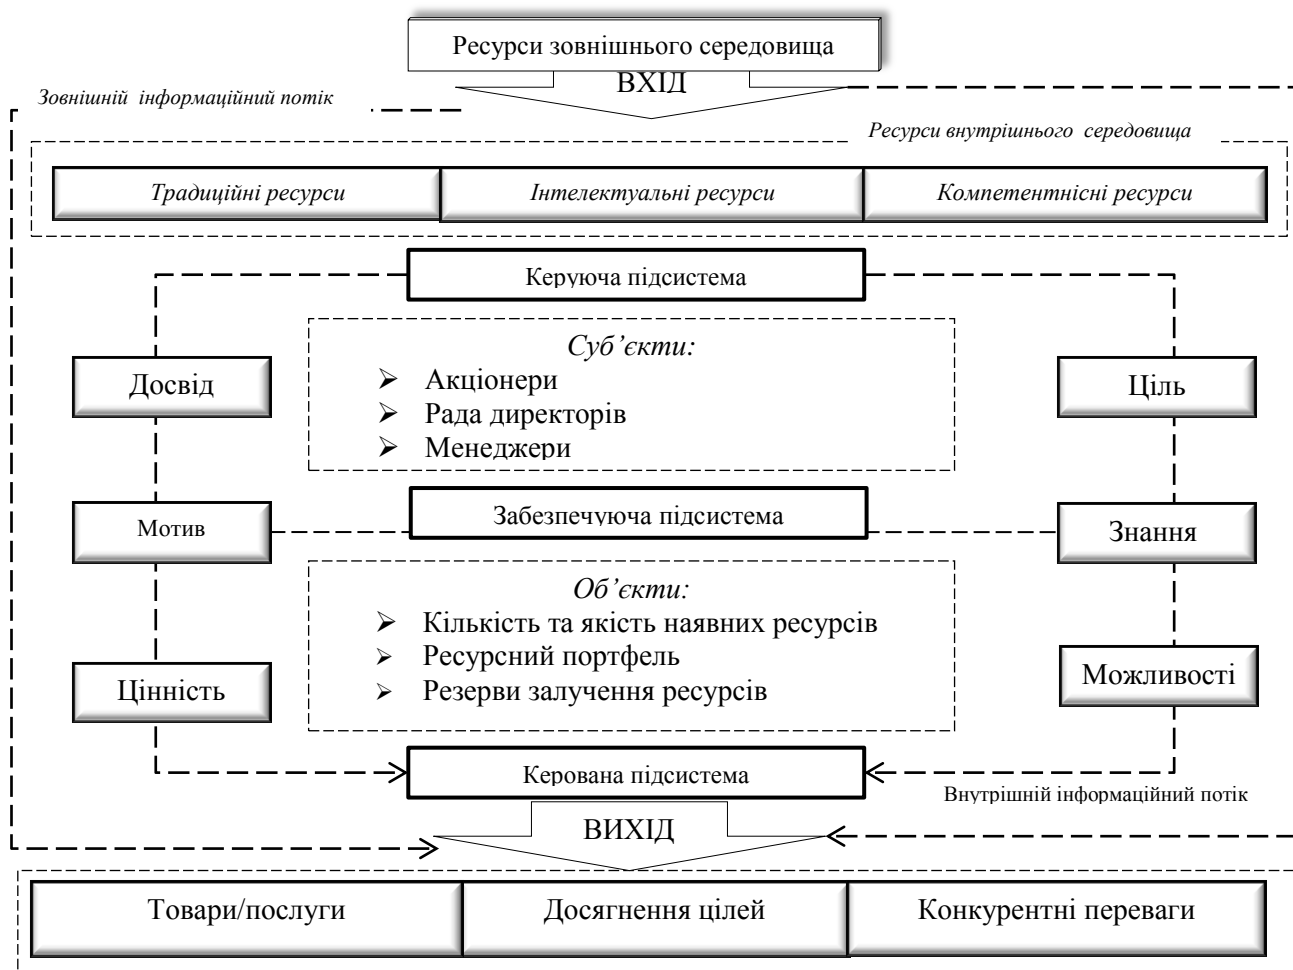 Ресурси зовнішнього середовища
ВХІД
Зовнішній інформаційний потік
Ресурси внутрішнього середовища
Традиційні ресурси
Інтелектуальні ресурси
Компетентнісні ресурси
Керуюча підсистема
Суб’єкти:
Досвід
➢ Акціонери
Ціль
➢ Рада директорів
➢ Менеджери
Мотив
Забезпечуюча підсистема
Знання
Об’єкти:
➢ Кількість та якість наявних ресурсів
➢ Ресурсний портфель
➢ Резерви залучення ресурсів
Цінність
Можливості
Керована підсистема
Внутрішній інформаційний потік
ВИХІД
Товари/послуги
Досягнення цілей
Конкурентні переваги